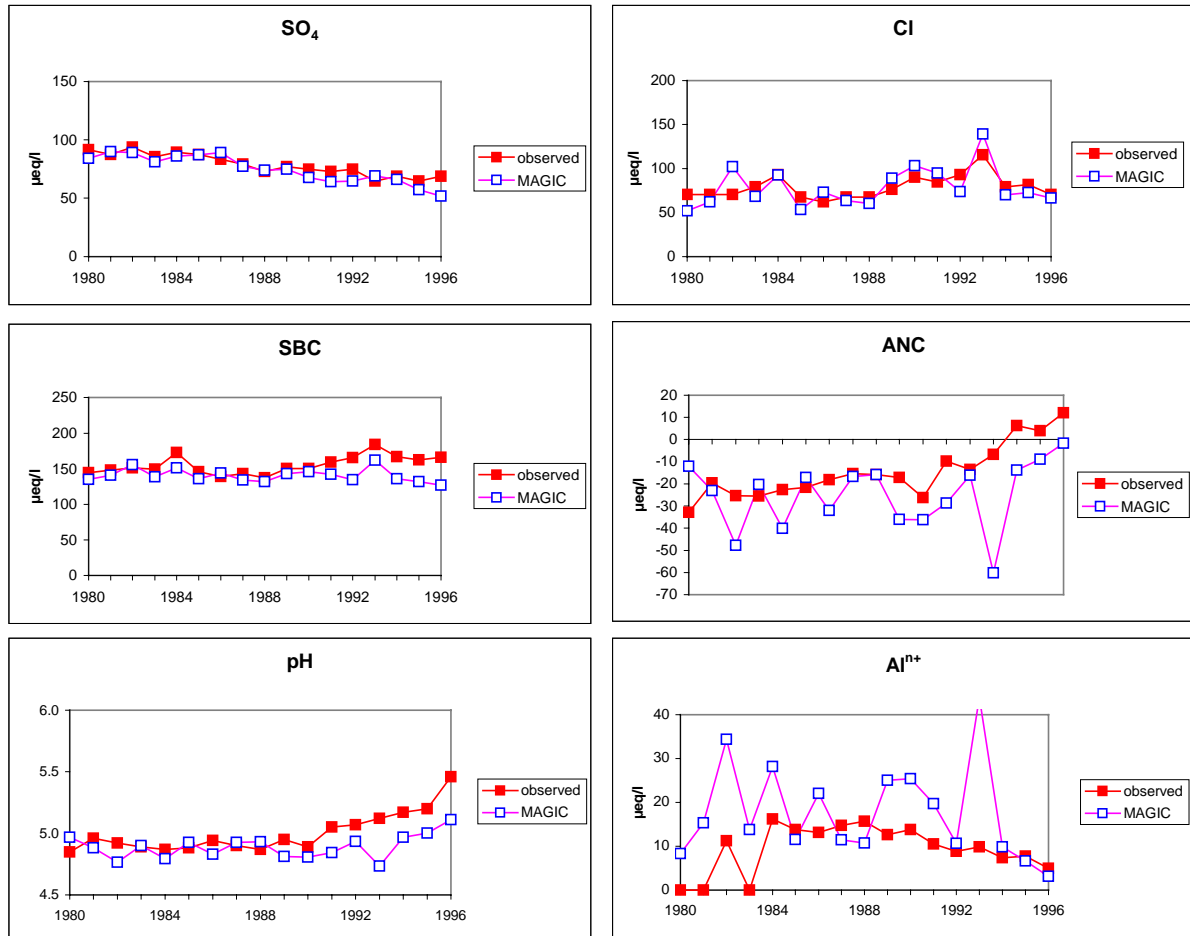 SO₄
150
100
50
0
µeq/l
1980 1984 1988 1992 1996
observed
MAGIC
Cl
200
150
100
50
0
µeq/l
1980 1984 1988 1992 1996
observed
MAGIC
SBC
250
200
150
100
50
0
µeq/l
1980 1984 1988 1992 1996
observed
MAGIC
ANC
20
10
0
-10
-20
-30
-40
-50
-60
-70
µeq/l
observed
MAGIC
pH
6.0
5.5
5.0
4.5
1980 1984 1988 1992 1996
observed
MAGIC
Alⁿ⁺
40
30
20
10
0
µeq/l
1980 1984 1988 1992 1996
observed
MAGIC